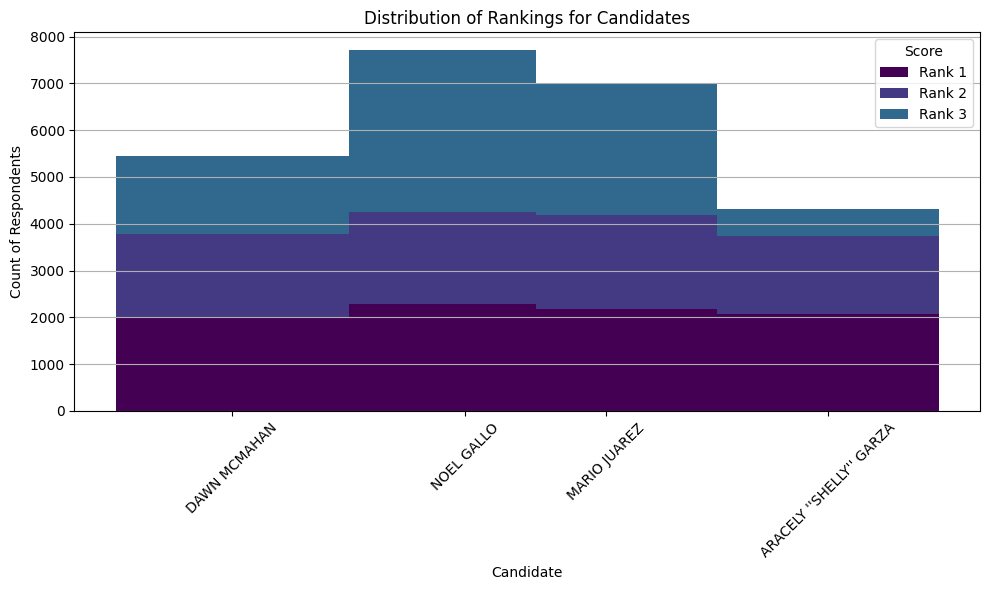 Distribution of Rankings for Candidates
Score
Rank 1
Rank 2
Rank 3
Count of Respondents
8000
7000
6000
5000
4000
3000
2000
1000
0
DAWN MCMAHAN
NOEL GALLO
MARIO JUAREZ
ARACELY ''SHELLY'' GARZA
Candidate